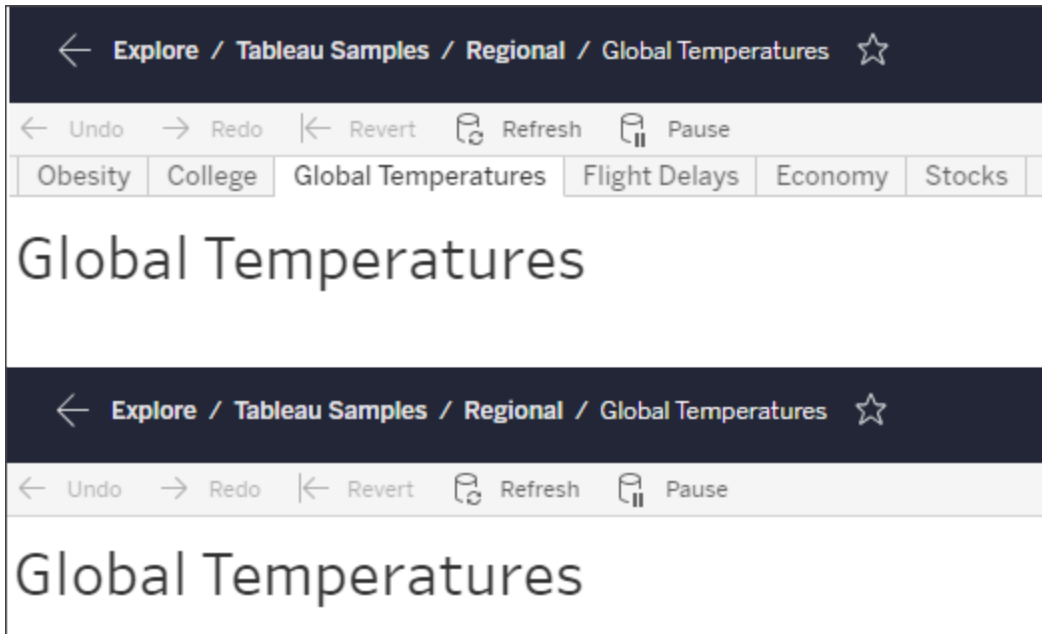 Explore / Tableau Samples / Regional / Global Temperatures
Undo Redo Revert Refresh Pause
Obesity College Global Temperatures Flight Delays Economy Stocks
Global Temperatures
Explore / Tableau Samples / Regional / Global Temperatures
Undo Redo Revert Refresh Pause
Global Temperatures